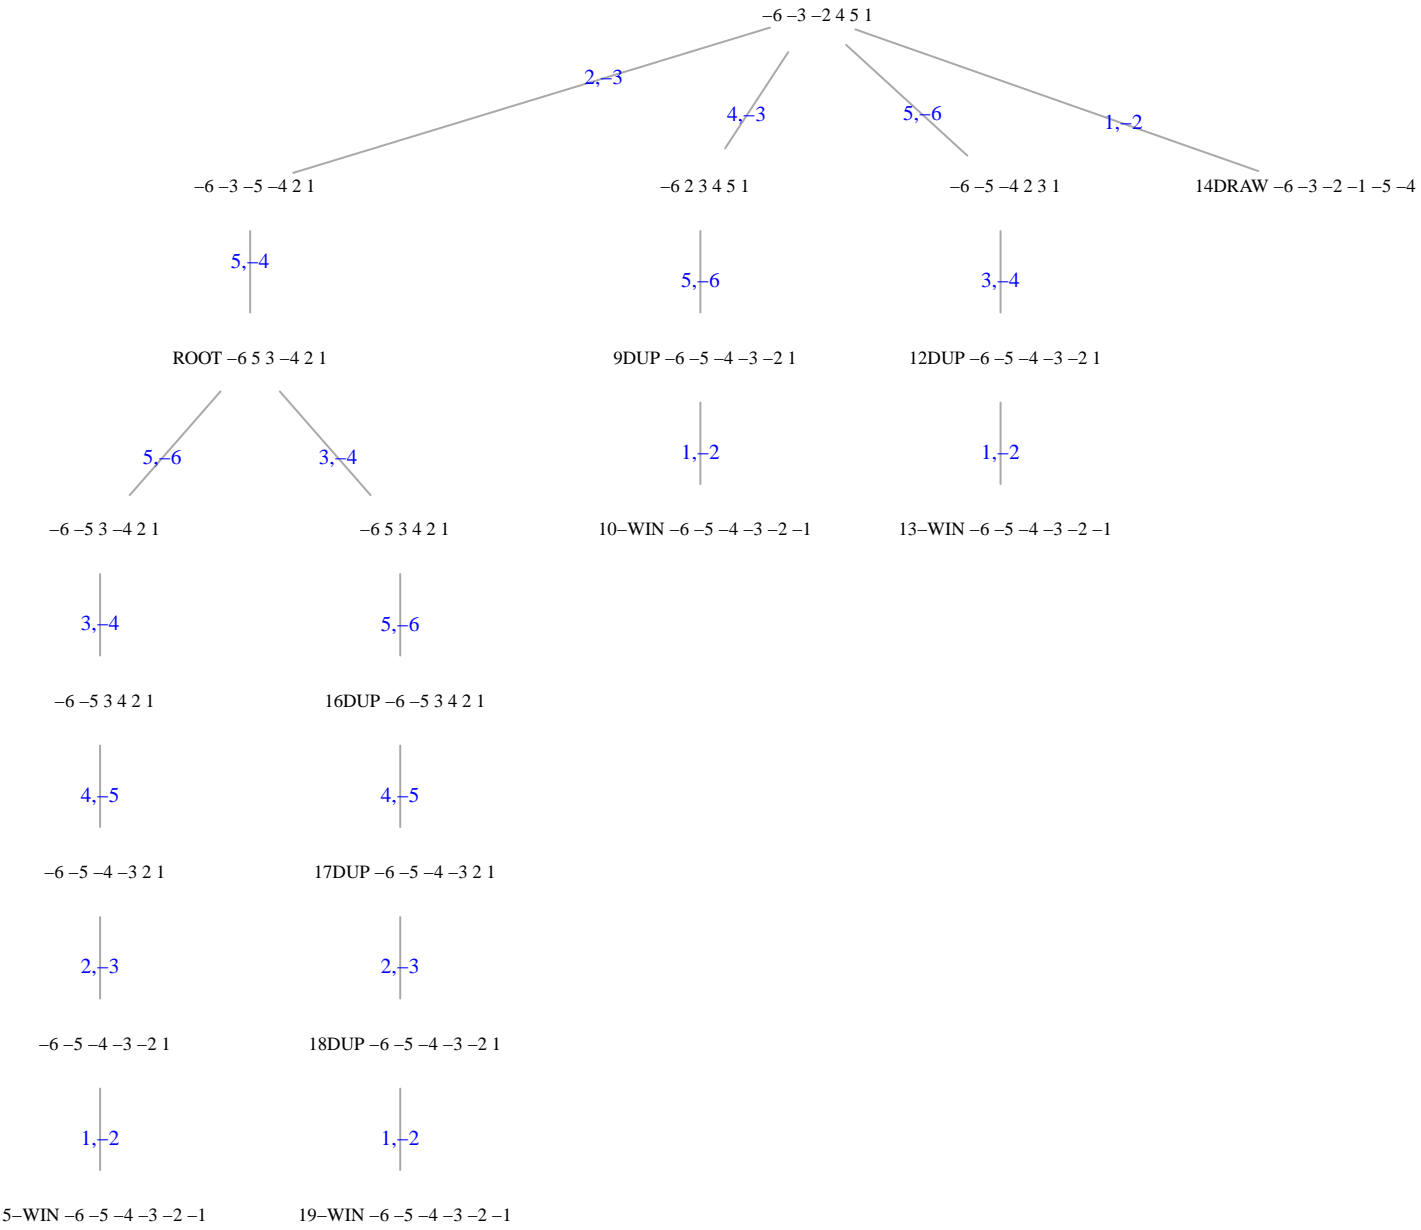 –6 –3 –2 4 5 1
2,–3
4,–3
5,–6
1,–2
–6 –3 –5 –4 2 1
–6 2 3 4 5 1
–6 –5 –4 2 3 1
14DRAW –6 –3 –2 –1 –5 –4
5,–4
5,–6
3,–4
ROOT –6 5 3 –4 2 1
9DUP –6 –5 –4 –3 –2 1
12DUP –6 –5 –4 –3 –2 1
5,–6
3,–4
1,–2
1,–2
–6 –5 3 –4 2 1
–6 5 3 4 2 1
10–WIN –6 –5 –4 –3 –2 –1
13–WIN –6 –5 –4 –3 –2 –1
3,–4
5,–6
–6 –5 3 4 2 1
16DUP –6 –5 3 4 2 1
4,–5
4,–5
–6 –5 –4 –3 2 1
17DUP –6 –5 –4 –3 2 1
2,–3
2,–3
–6 –5 –4 –3 –2 1
18DUP –6 –5 –4 –3 –2 1
1,–2
1,–2
5–WIN –6 –5 –4 –3 –2 –1
19–WIN –6 –5 –4 –3 –2 –1